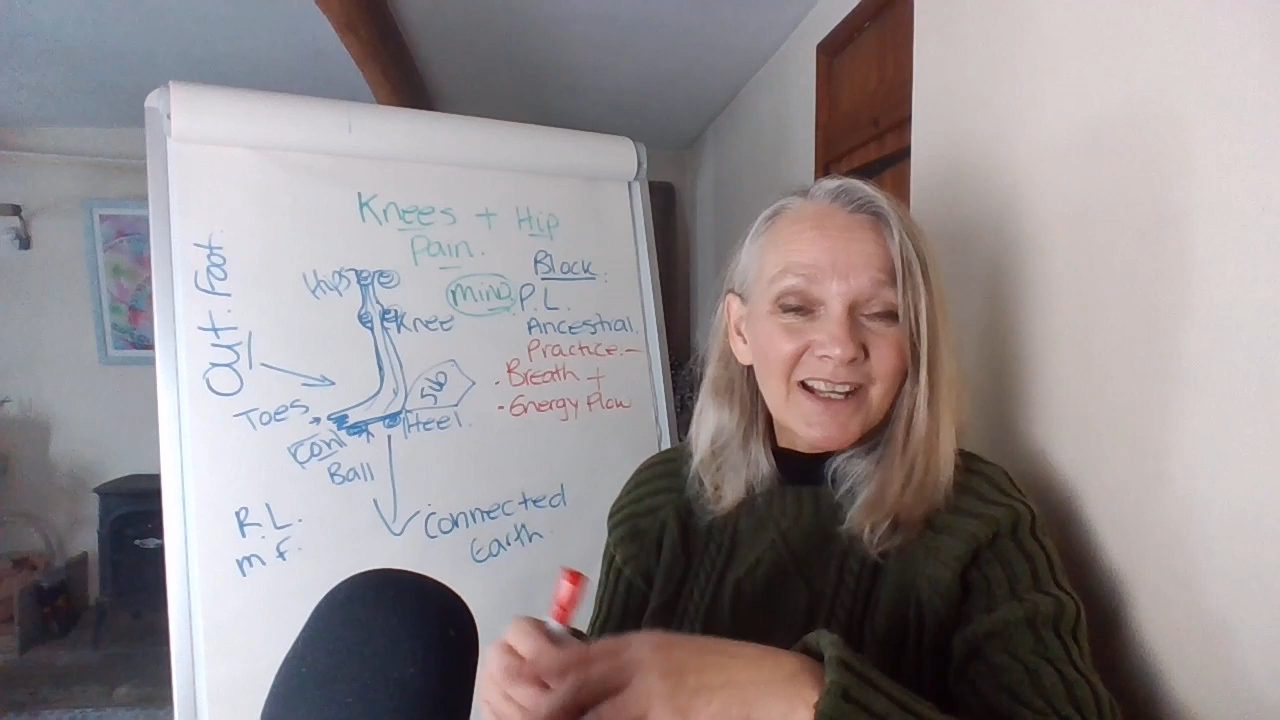 Knees + Hip
Pain.
Block.
Hips
mind
P.L.
Knee
Ancestral.
Practice:-
- Breath +
- Energy Flow
OUT. Foot.
Toes
Heel.
Ball
R.L.
m f.
Connected
Earth.